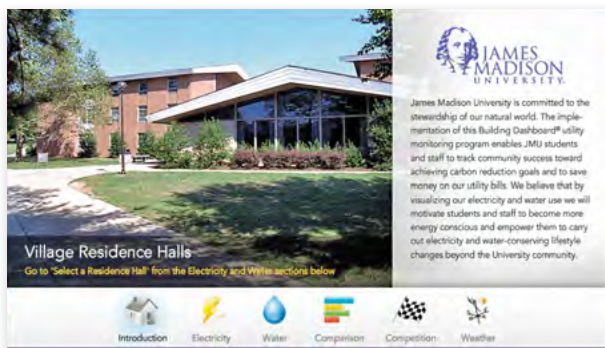 JAMES
MADISON
UNIVERSITY.
James Madison University is committed to the
stewardship of our natural world. The imple-
mentation of this Building Dashboard® utility
monitoring program enables JMU students
and staff to track community success toward
achieving carbon reduction goals and to save
money on our utility bills. We believe that by
visualizing our electricity and water use we will
motivate students and staff to become more
energy conscious and empower them to carry
out electricity and water-conserving lifestyle
changes beyond the University community.
Village Residence Halls
Go to 'Select a Residence Hall' from the Electricity and Water sections below
Introduction Electricity Water Comparison Competition Weather